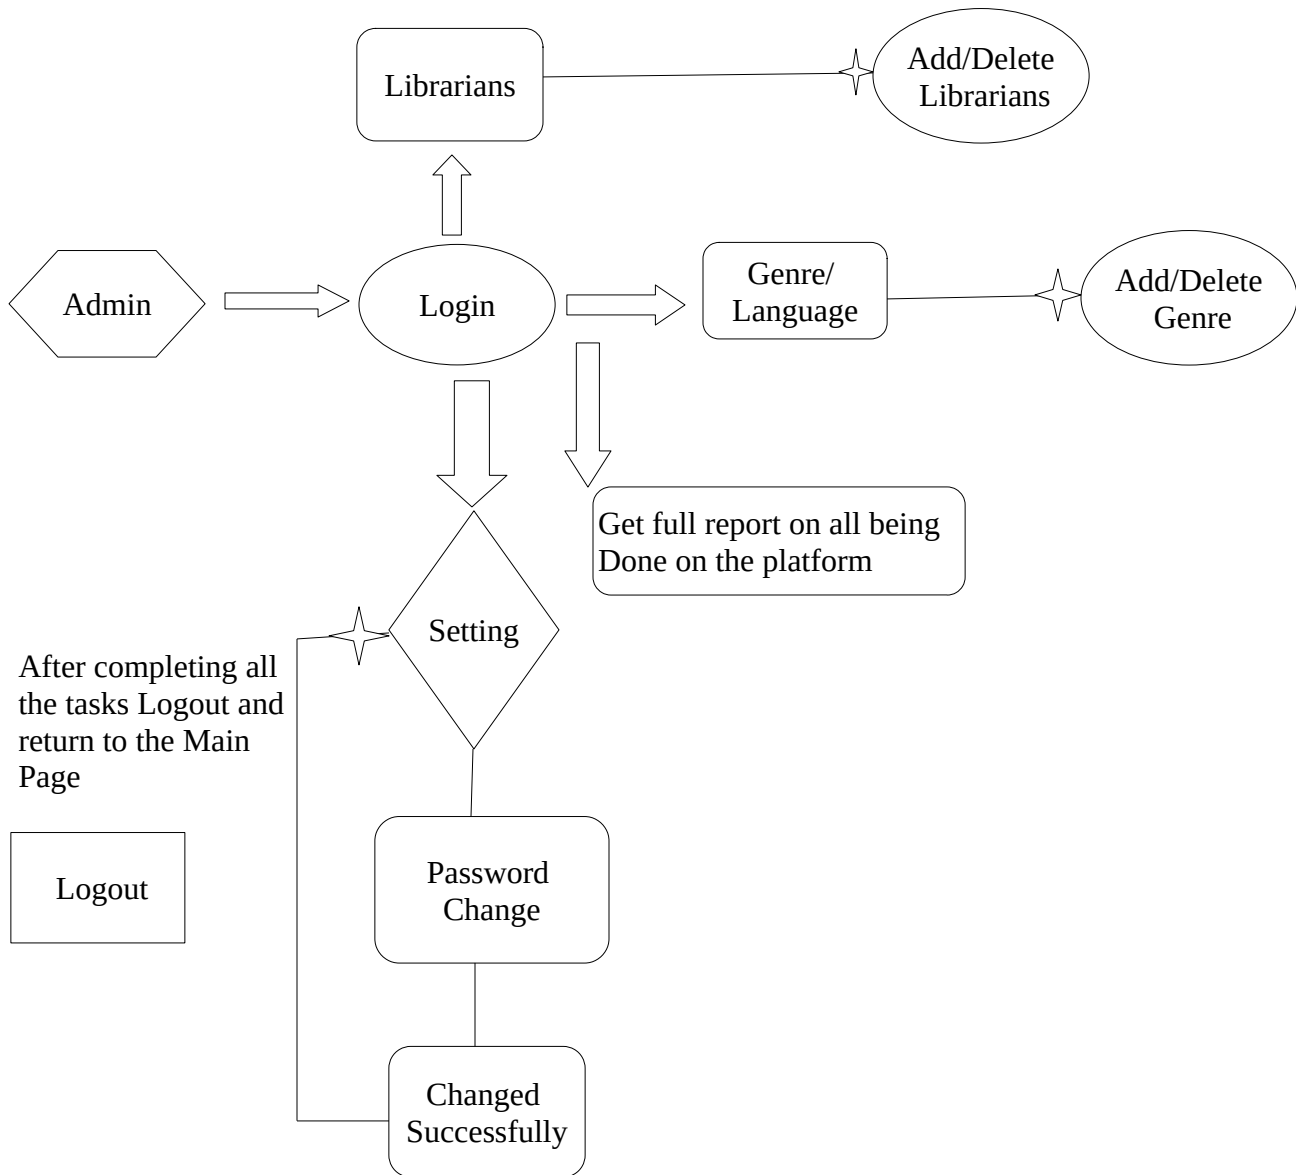 Librarians
Add/Delete
Librarians
Admin
Login
Genre/
Language
Add/Delete
Genre
Get full report on all being
Done on the platform
Setting
After completing all
the tasks Logout and
return to the Main
Page
Logout
Password
Change
Changed
Successfully